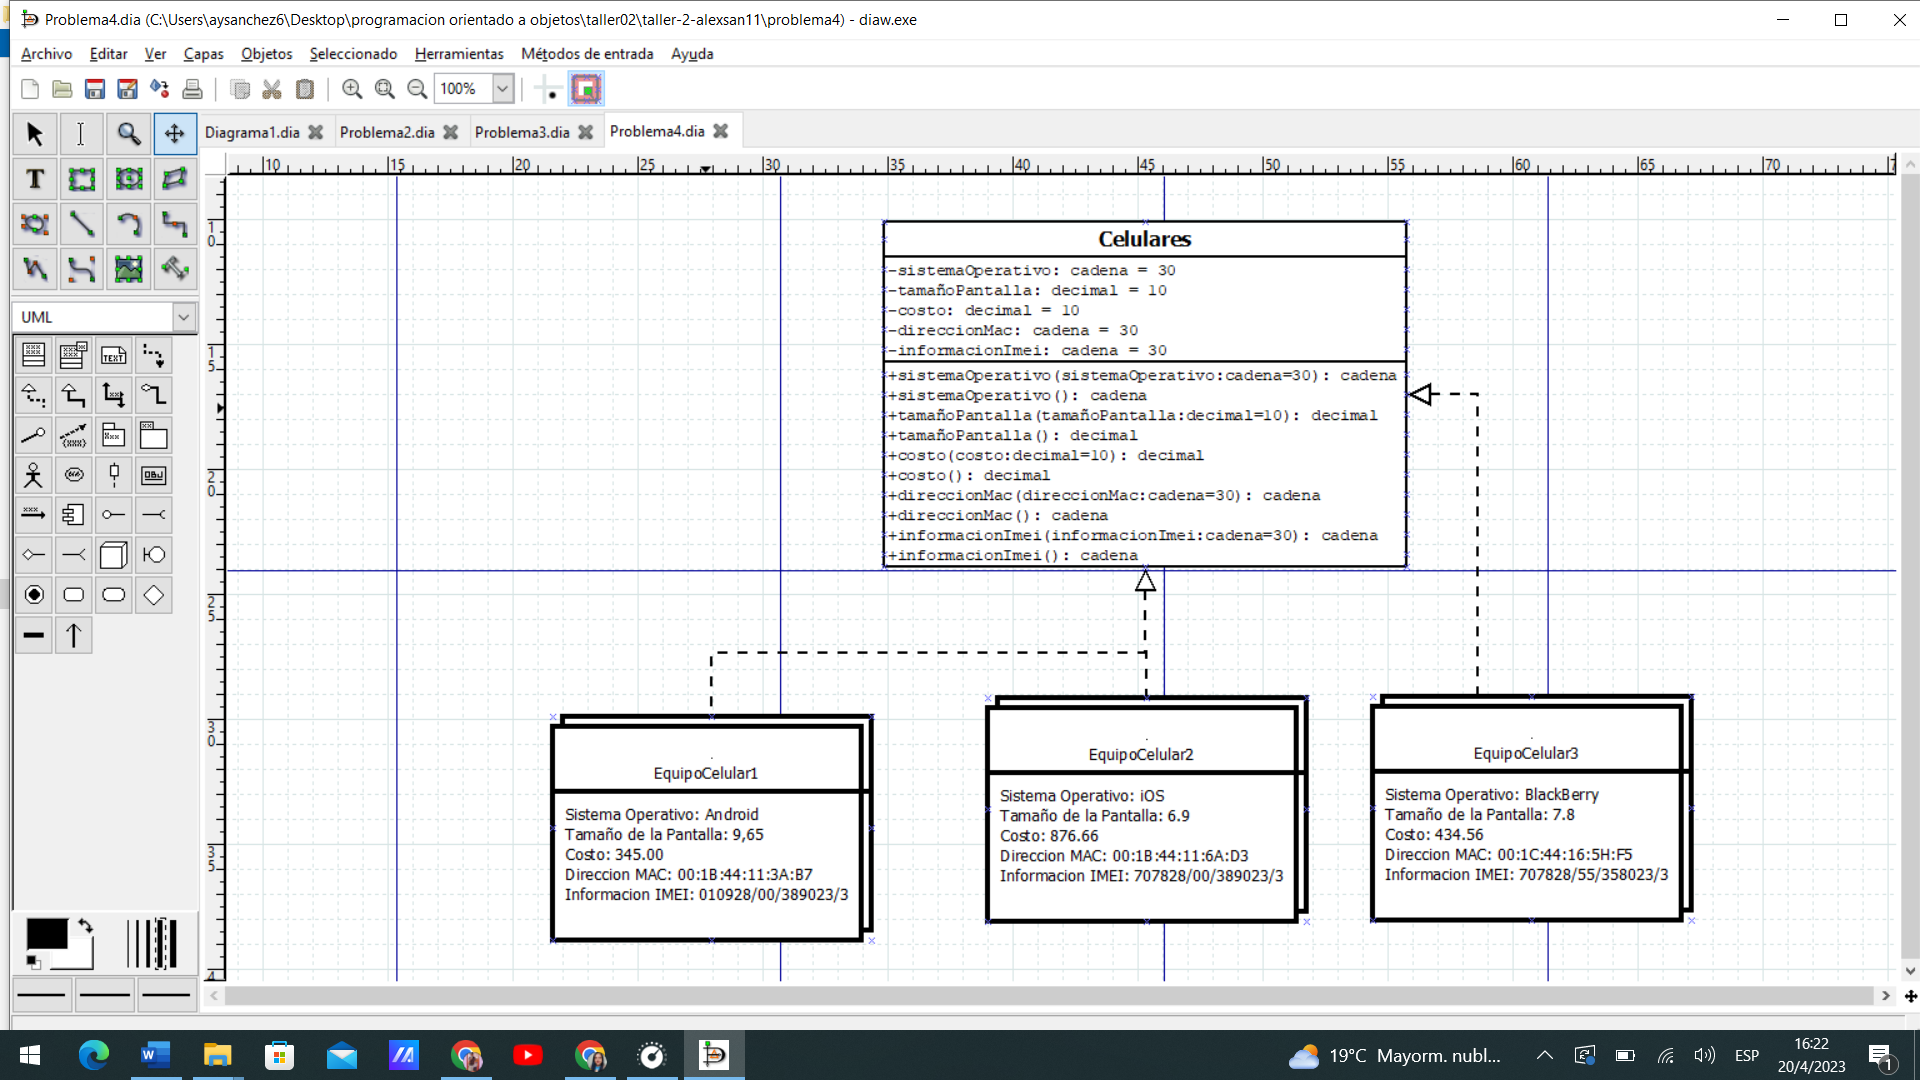 Problema4.dia (C:\Users\aysanchez6\Desktop\programacion orientado a objetos\taller02\taller-2-alexsan11\problema4) - diaw.exe
Archivo Editar Ver Capas Objetos Seleccionado Herramientas Métodos de entrada Ayuda
100%
Diagrama1.dia Problema2.dia Problema3.dia Problema4.dia
10 15 20 25 30 35 40 45 50 55 60 65 70
UML
Celulares
-sistemaOperativo: cadena = 30
-tamañoPantalla: decimal = 10
-costo: decimal = 10
-direccionMac: cadena = 30
-informacionImei: cadena = 30
+sistemaOperativo(sistemaOperativo:cadena=30): cadena
+sistemaOperativo(): cadena
+tamañoPantalla(tamañoPantalla:decimal=10): decimal
+tamañoPantalla(): decimal
+costo(costo:decimal=10): decimal
+costo(): decimal
+direccionMac(direccionMac:cadena=30): cadena
+direccionMac(): cadena
+informacionImei(informacionImei:cadena=30): cadena
+informacionImei(): cadena
EquipoCelular1
Sistema Operativo: Android
Tamaño de la Pantalla: 9,65
Costo: 345.00
Direccion MAC: 00:1B:44:11:3A:B7
Informacion IMEI: 010928/00/389023/3
EquipoCelular2
Sistema Operativo: iOS
Tamaño de la Pantalla: 6.9
Costo: 876.66
Direccion MAC: 00:1B:44:11:6A:D3
Informacion IMEI: 707828/00/389023/3
EquipoCelular3
Sistema Operativo: BlackBerry
Tamaño de la Pantalla: 7.8
Costo: 434.56
Direccion MAC: 00:1C:44:16:5H:F5
Informacion IMEI: 707828/55/358023/3
19°C Mayorm. nubl...
ESP
16:22
20/4/2023
1